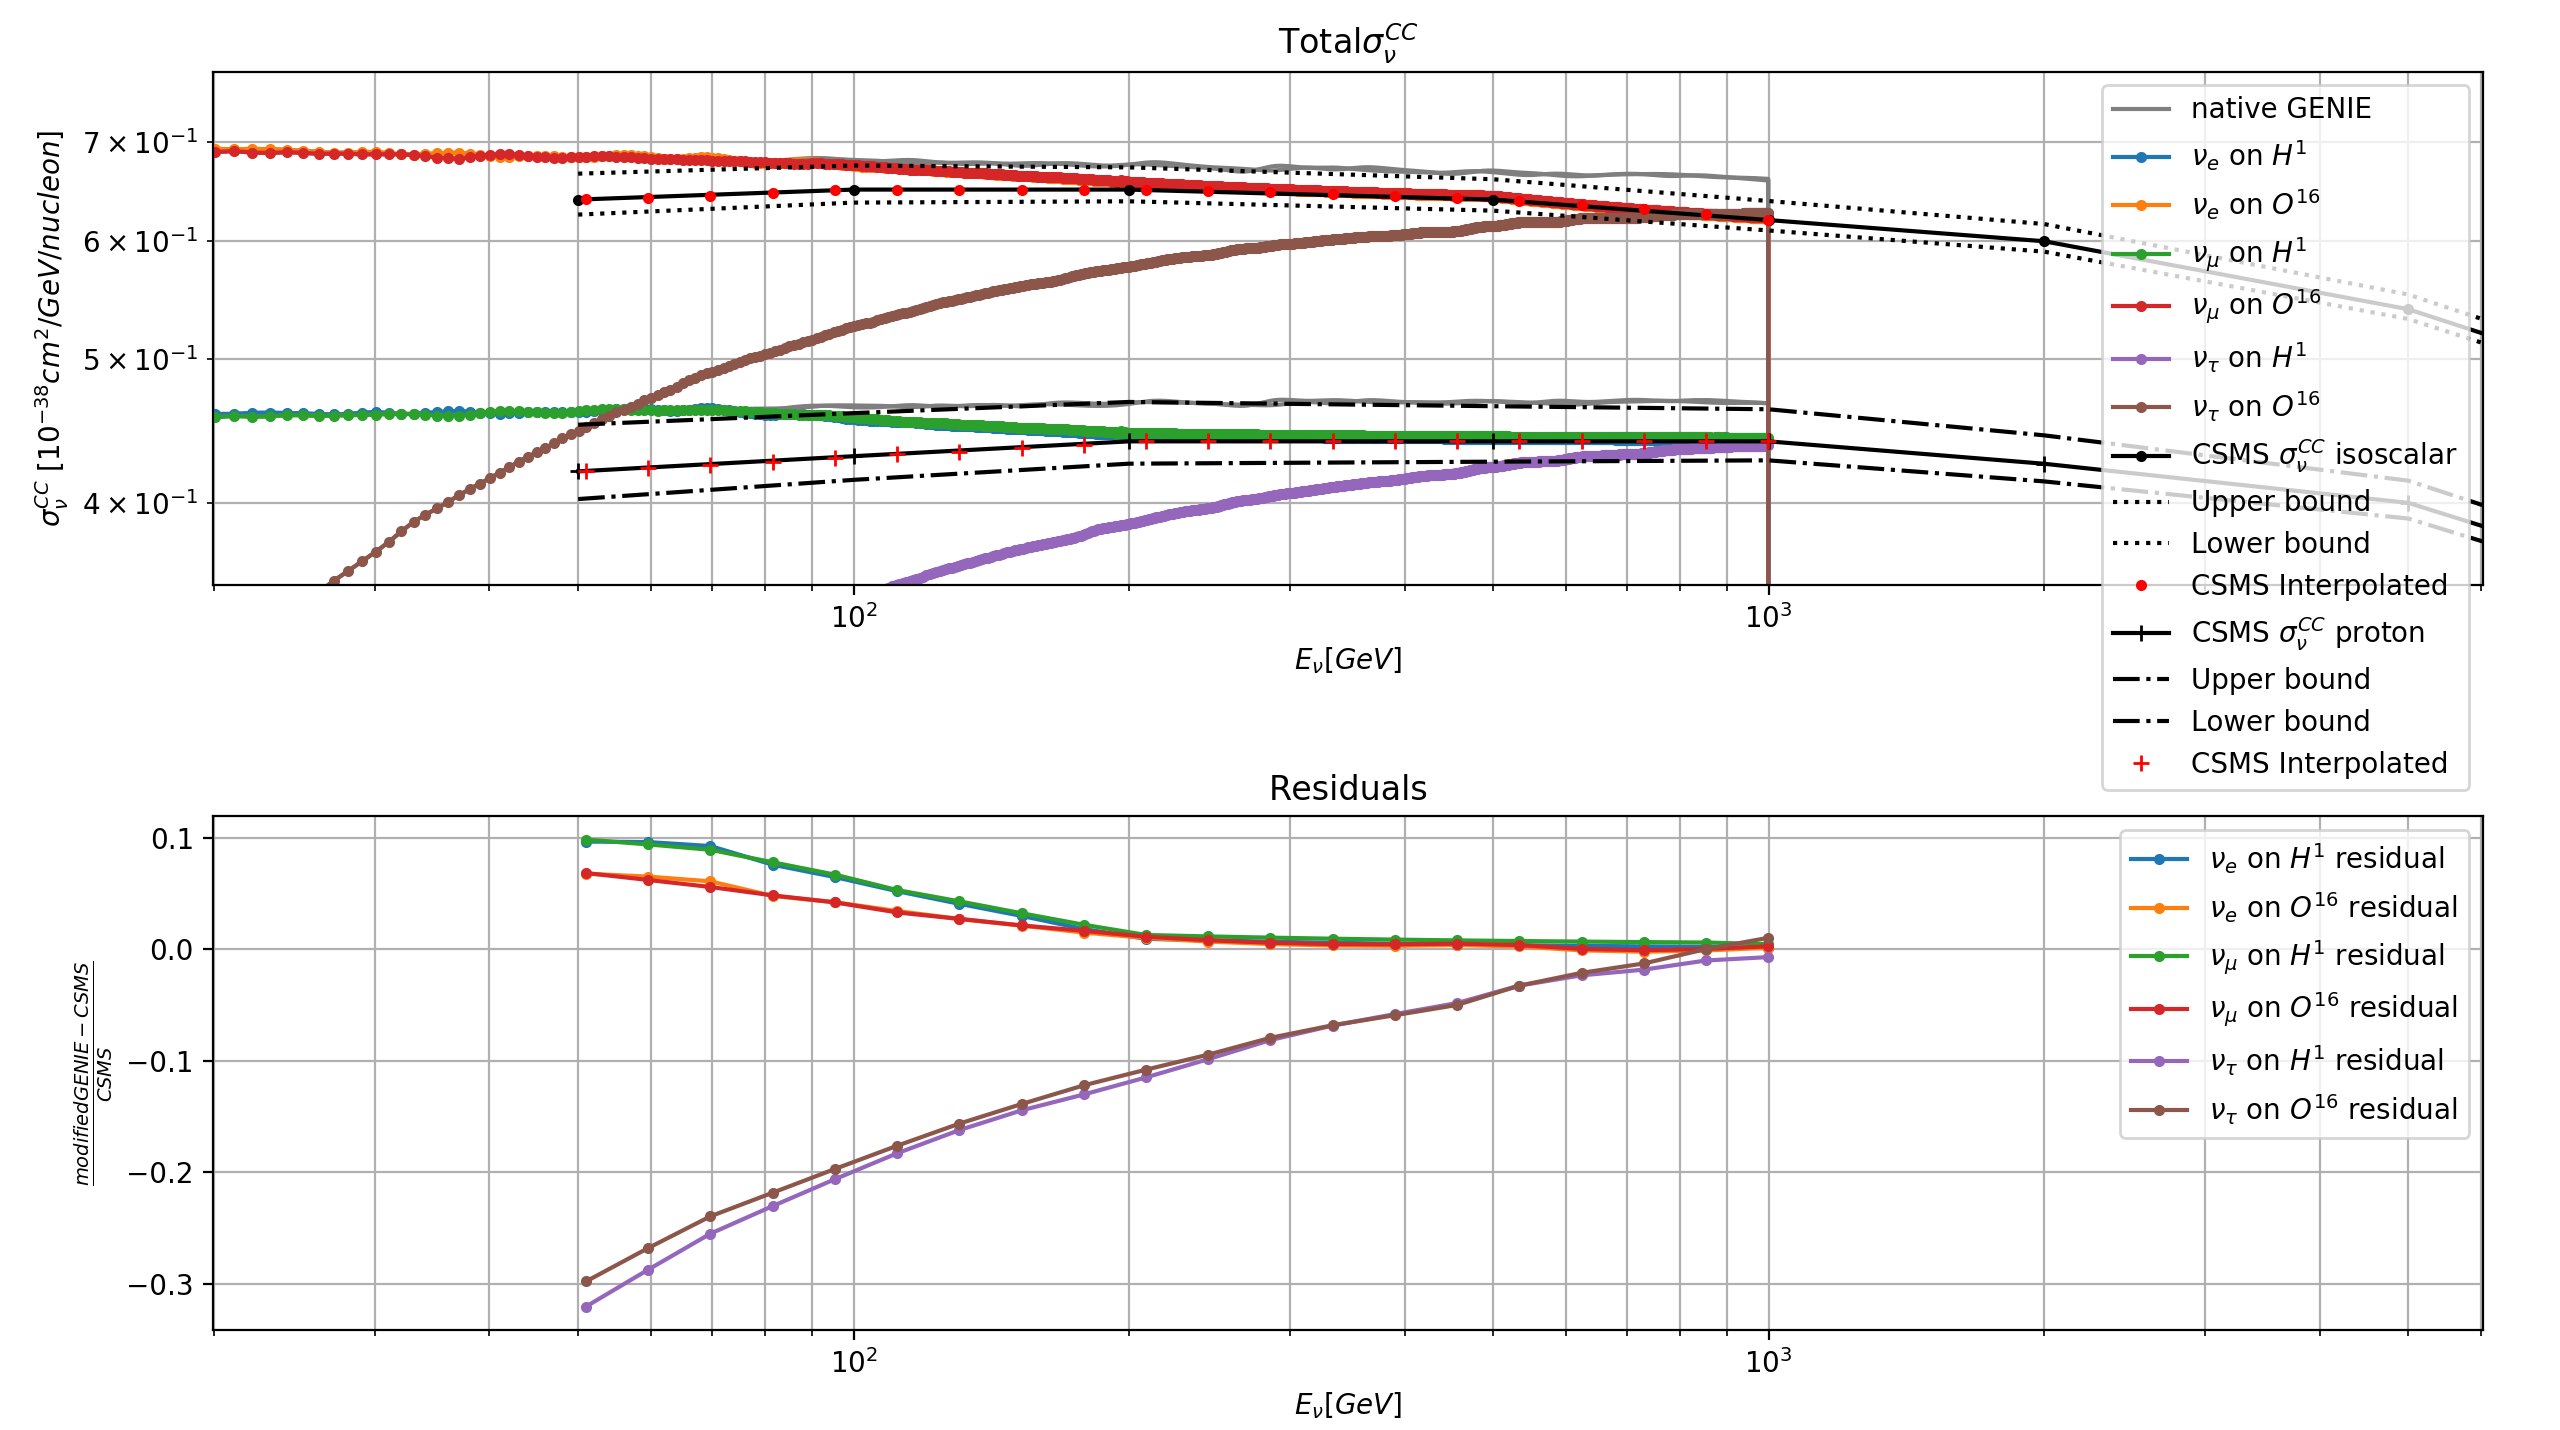 Totalσ_ν^{CC}
7 × 10^{−1}
6 × 10^{−1}
5 × 10^{−1}
4 × 10^{−1}
σ_ν^{CC} [10^{−38}cm^2/GeV/nucleon]
10^2
10^3
E_ν[GeV]
native GENIE
ν_e on H^1
ν_e on O^{16}
ν_μ on H^1
ν_μ on O^{16}
ν_τ on H^1
ν_τ on O^{16}
CSMS σ_ν^{CC} isoscalar
Upper bound
Lower bound
CSMS Interpolated
CSMS σ_ν^{CC} proton
Upper bound
Lower bound
CSMS Interpolated
Residuals
0.1
0.0
−0.1
−0.2
−0.3
modifiedGENIE − CSMS
CSMS
10^2
10^3
E_ν[GeV]
ν_e on H^1 residual
ν_e on O^{16} residual
ν_μ on H^1 residual
ν_μ on O^{16} residual
ν_τ on H^1 residual
ν_τ on O^{16} residual